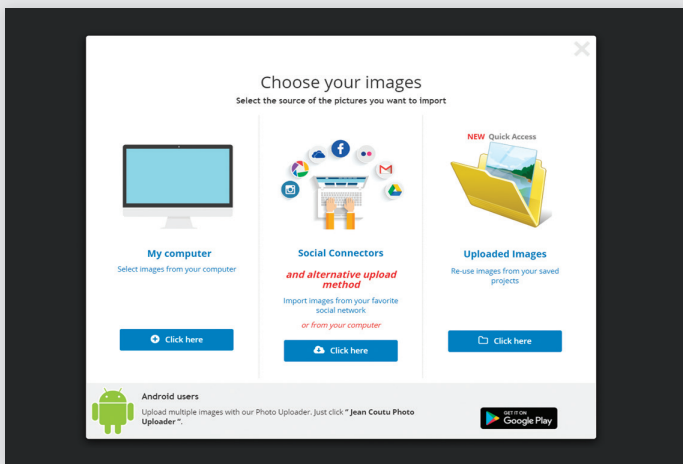 Choose your images
Select the source of the pictures you want to import
NEW Quick Access
My computer
Select images from your computer
Click here
Social Connectors
and alternative upload
method
Import images from your favorite
social network
or from your computer
Click here
Uploaded Images
Re-use images from your saved
projects
Click here
Android users
Upload multiple images with our Photo Uploader. Just click " Jean Coutu Photo
Uploader ".
GET IT ON
Google Play